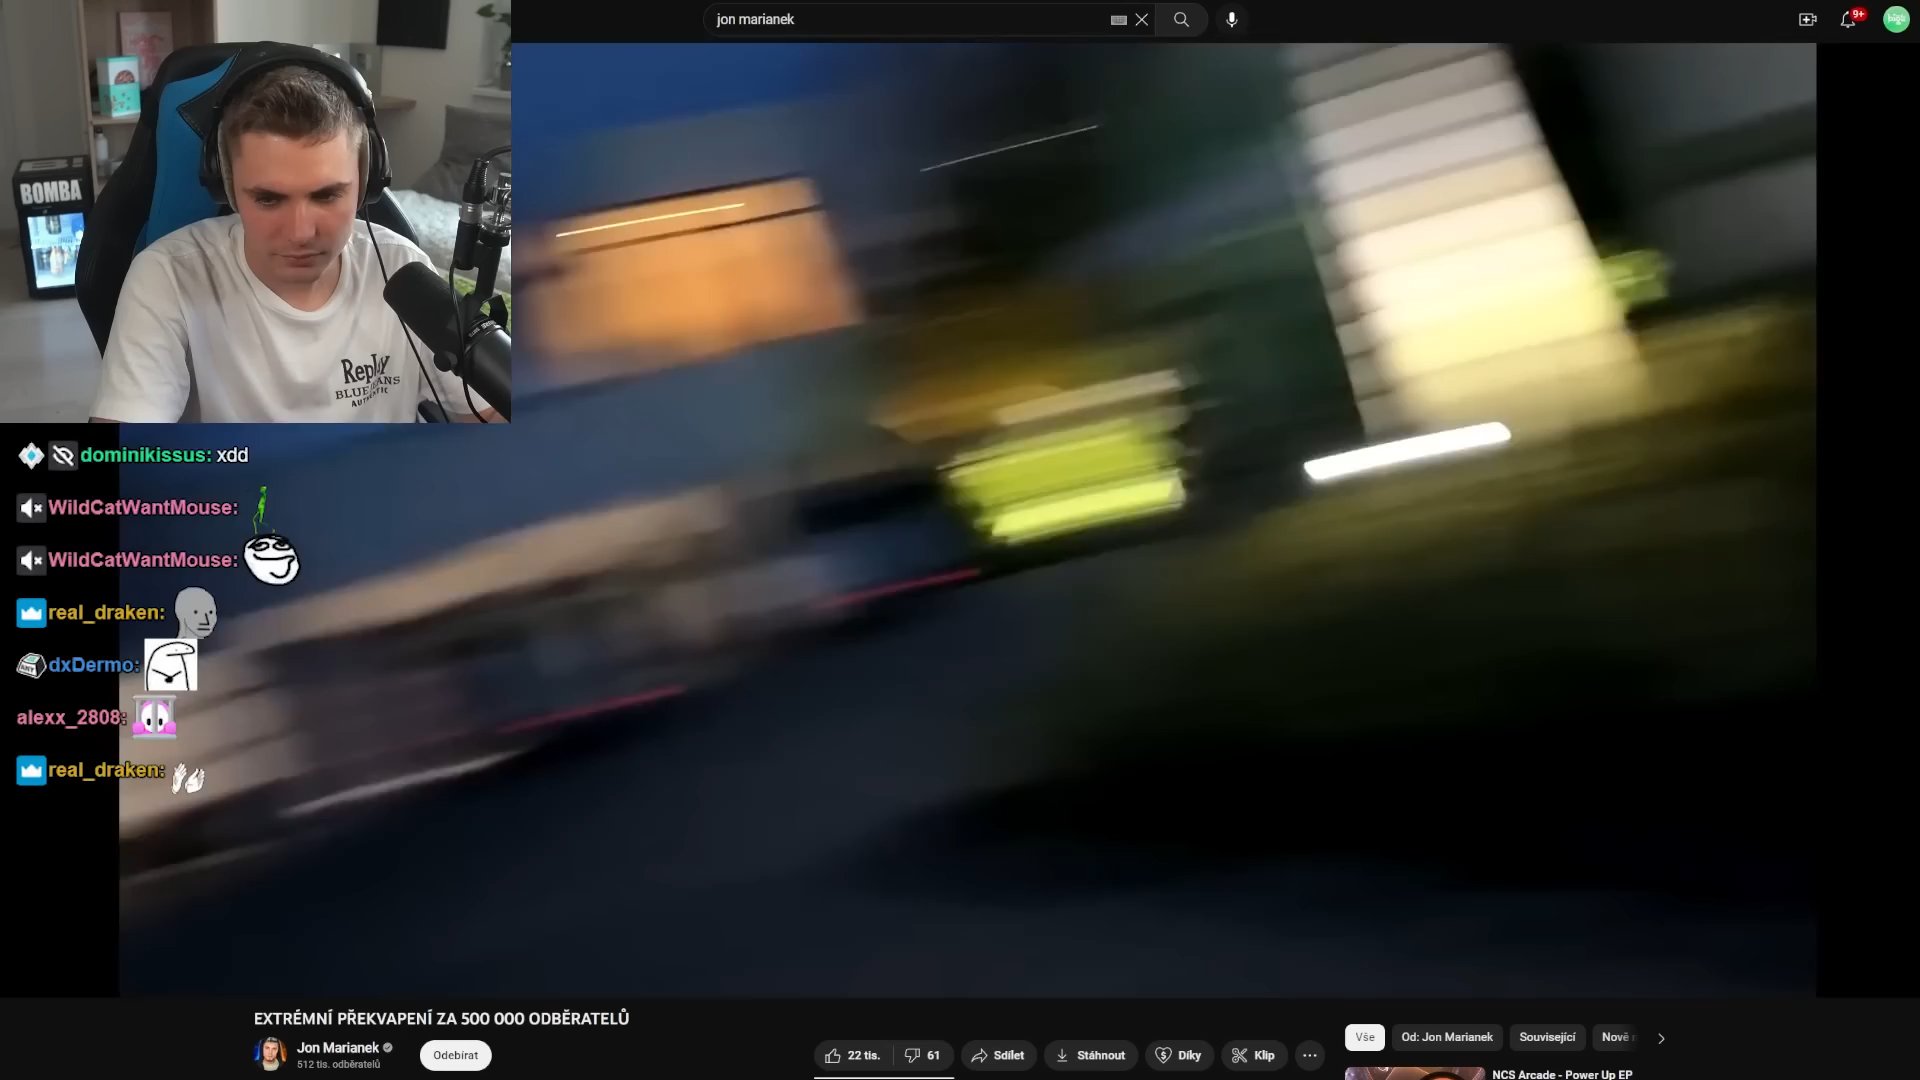 jon marianek
9+
BOMBA
Replay
BLUE JEANS
dominikissus: xdd
WildCatWantMouse:
WildCatWantMouse:
real_draken:
dxDermo:
alexx_2808:
real_draken:
EXTRÉMNÍ PŘEKVAPENÍ ZA 500 000 ODBĚRATELŮ
Jon Marianek
512 tis. odběratelů
Odebírat
22 tis.
61
Sdílet
Stáhnout
Díky
Klip
Vše
Od: Jon Marianek
Související
Nově
NCS Arcade - Power Up EP